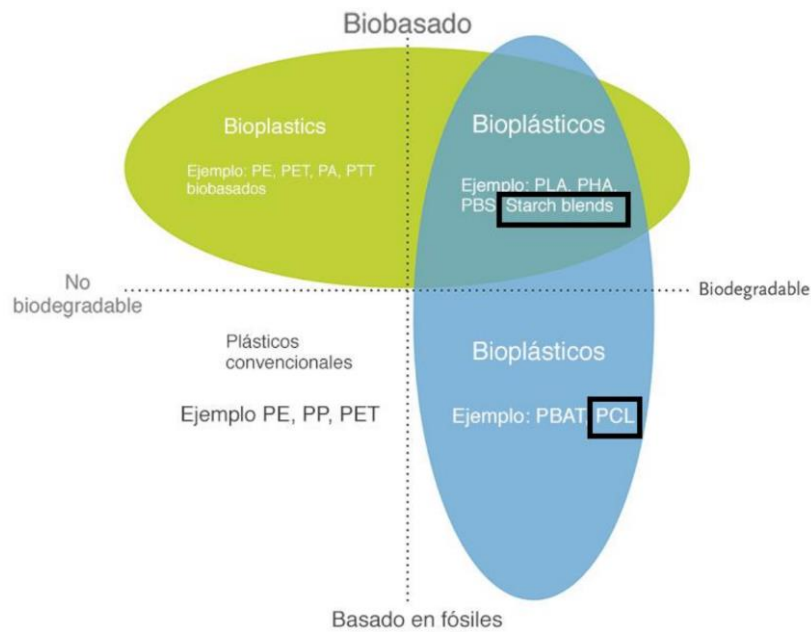 Biobasado
Bioplastics
Ejemplo: PE, PET, PA, PTT
biobasados
Bioplásticos
Ejemplo: PLA, PHA,
PBS, Starch blends
No
biodegradable
Biodegradable
Plásticos
convencionales
Ejemplo PE, PP, PET
Bioplásticos
Ejemplo: PBAT, PCL
Basado en fósiles